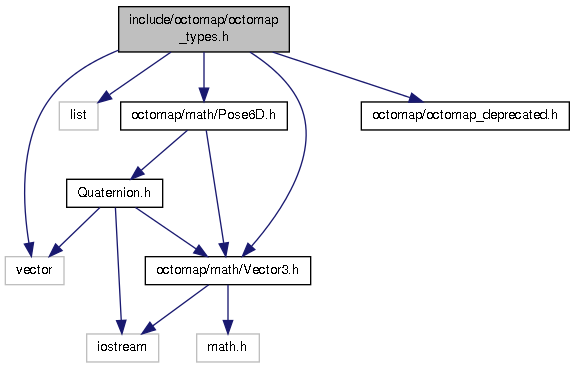 include/octomap/octomap
_types.h
list
octomap/math/Pose6D.h
octomap/octomap_deprecated.h
Quaternion.h
vector
octomap/math/Vector3.h
iostream
math.h